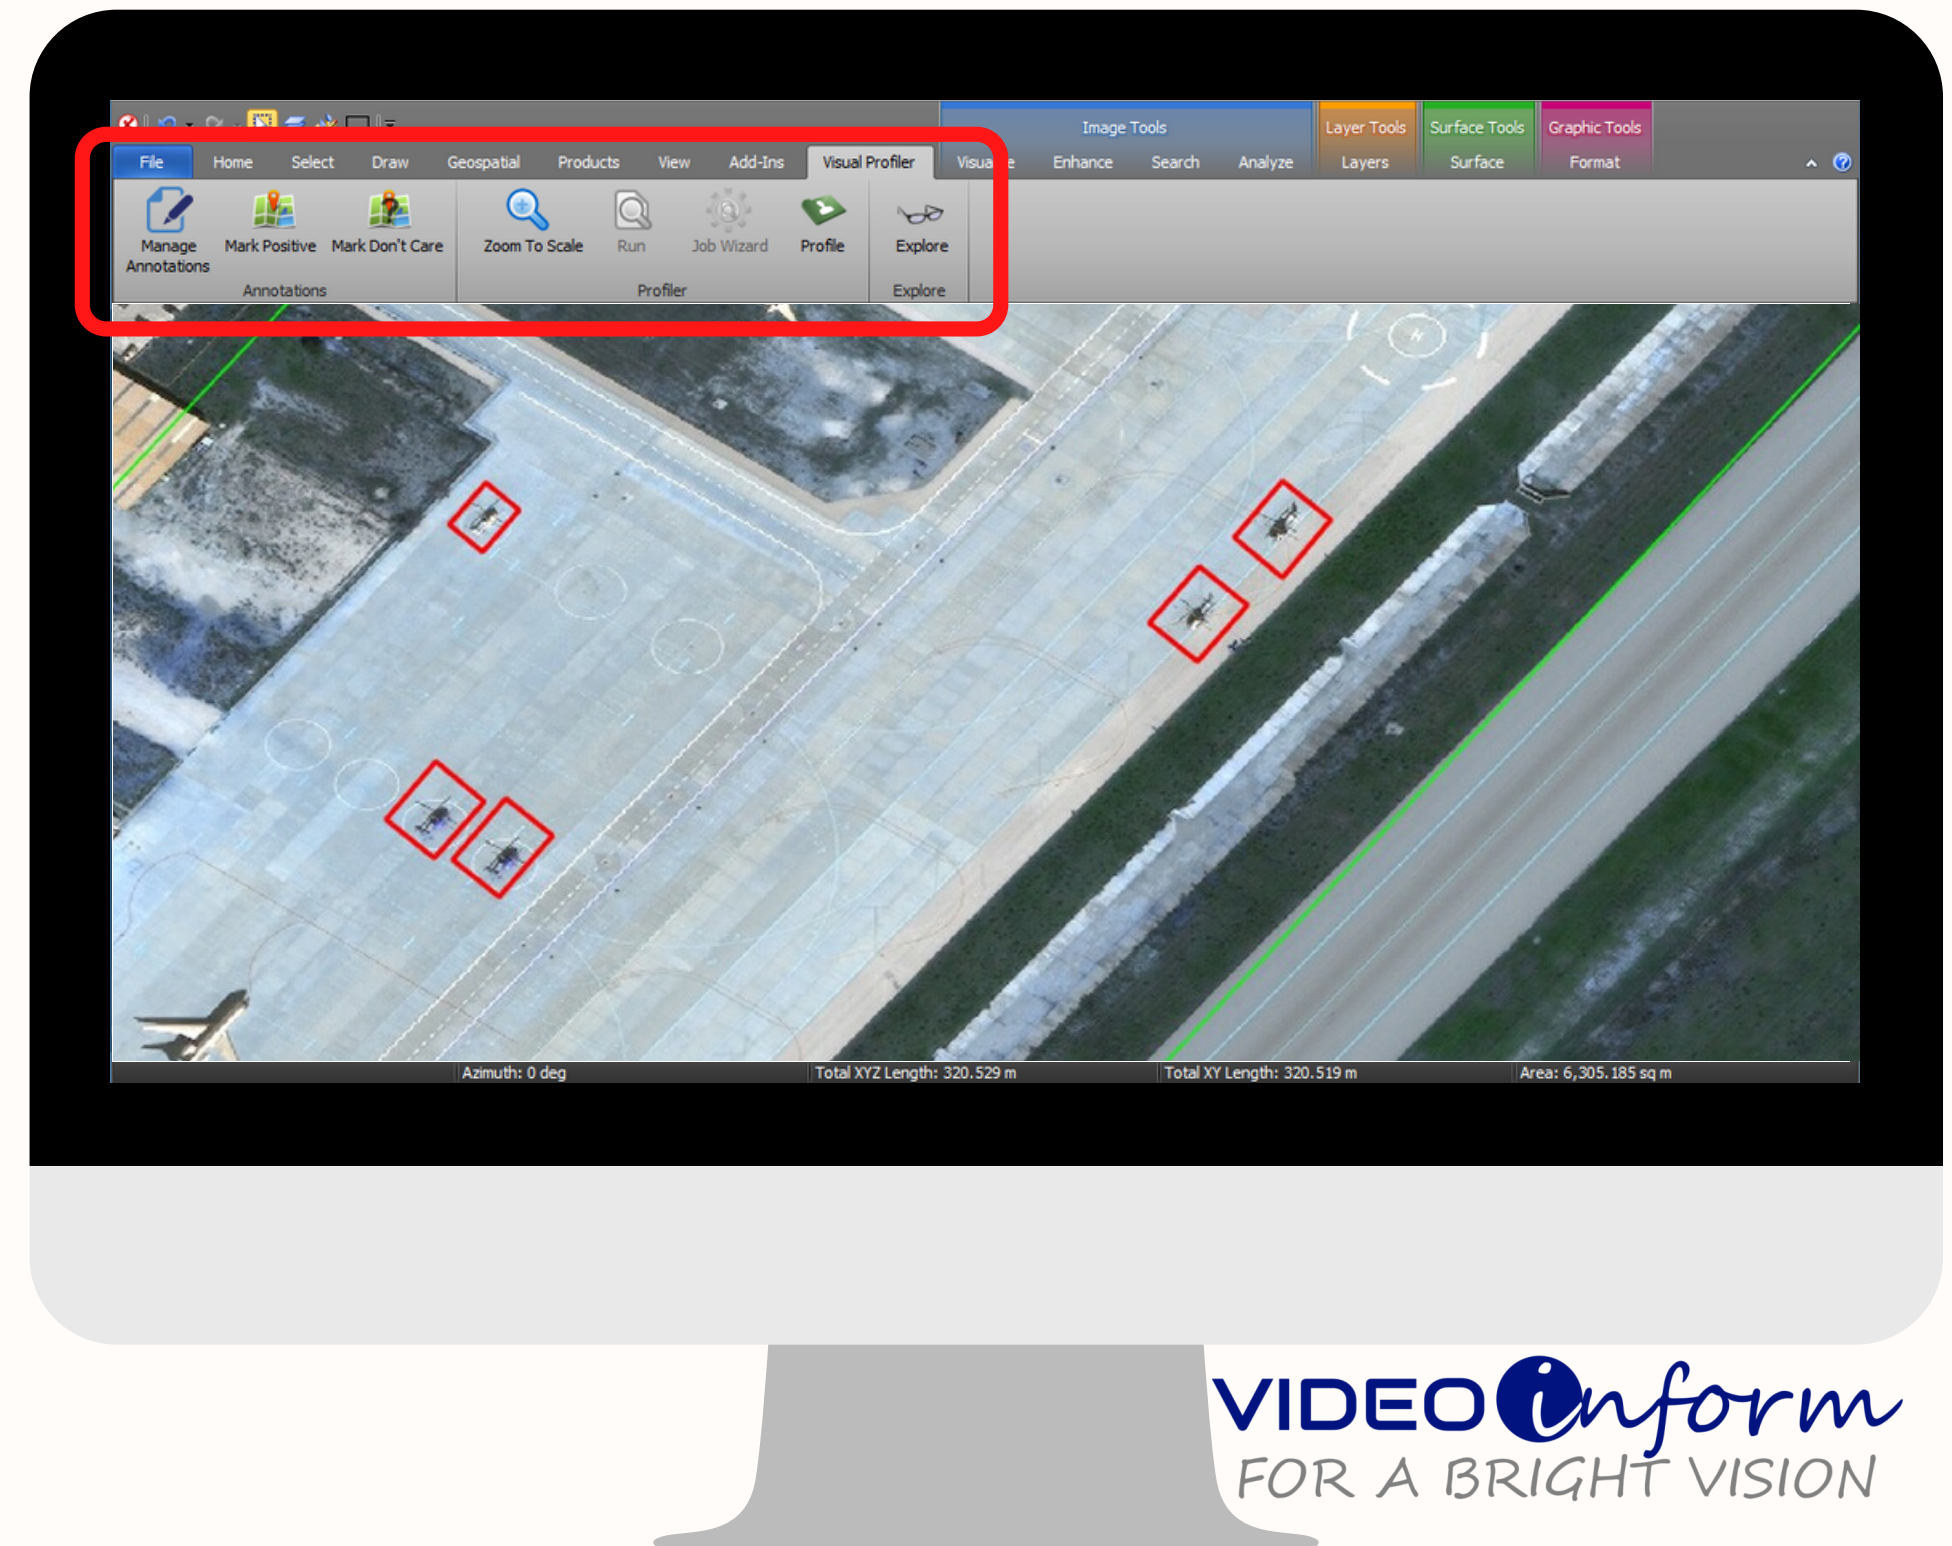 Image Tools
Layer Tools
Surface Tools
Graphic Tools
File
Home
Select
Draw
Geospatial
Products
View
Add-Ins
Visual Profiler
Enhance
Search
Analyze
Layers
Surface
Format
Manage
Annotations
Mark Positive
Mark Don't Care
Zoom To Scale
Run
Job Wizard
Profile
Explore
Annotations
Profiler
Explore
H
Azimuth: 0 deg
Total XYZ Length: 320.529 m
Total XY Length: 320.519 m
Area: 6,305.185 sq m
VIDEO inform
FOR A BRIGHT VISION